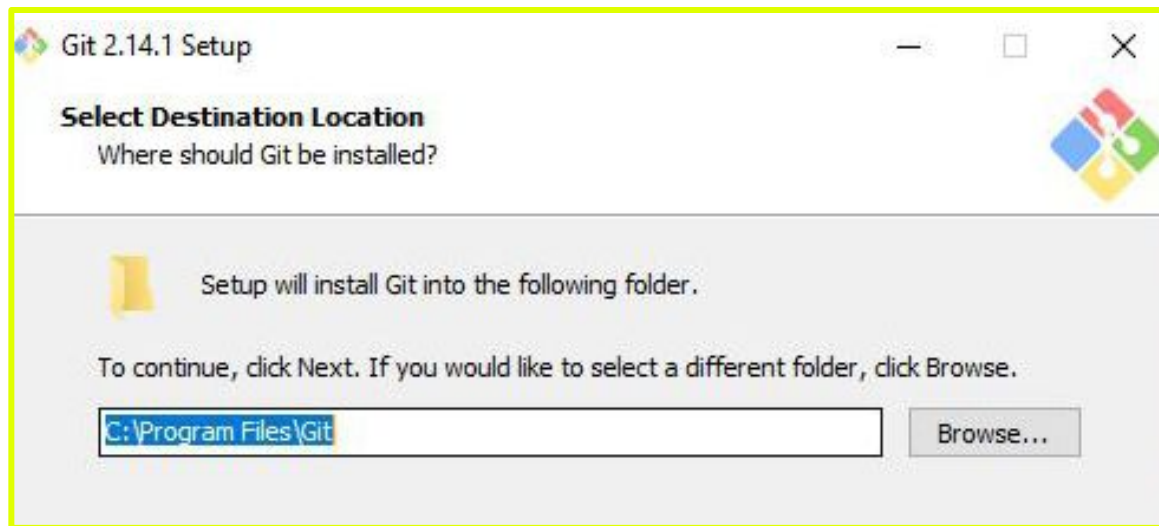 Git 2.14.1 Setup
Select Destination Location
Where should Git be installed?
Setup will install Git into the following folder.
To continue, click Next. If you would like to select a different folder, click Browse.
C:\Program Files\Git
Browse...